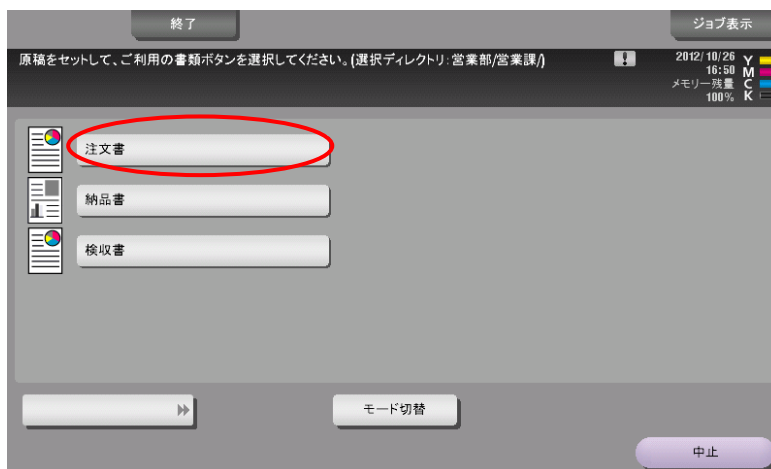 終了
ジョブ表示
原稿をセットして、ご利用の書類ボタンを選択してください。(選択ディレクトリ:営業部/営業課/)
2012/10/26
16:50
メモリー残量
100%
Y
M
C
K
注文書
納品書
検収書
モード切替
中止